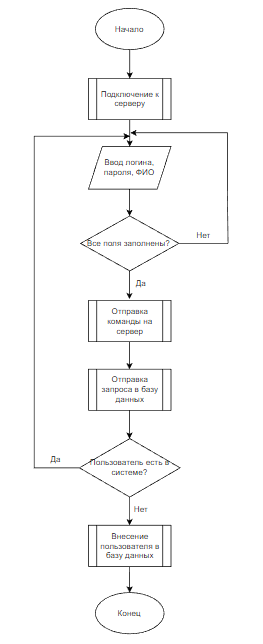 Начало
Подключение к
серверу
Ввод логина,
пароля, ФИО
Все поля заполнены?
Нет
Да
Отправка
команды на
сервер
Отправка
запроса в базу
данных
Да
Пользователь есть в
системе?
Нет
Внесение
пользователя в
базу данных
Конец